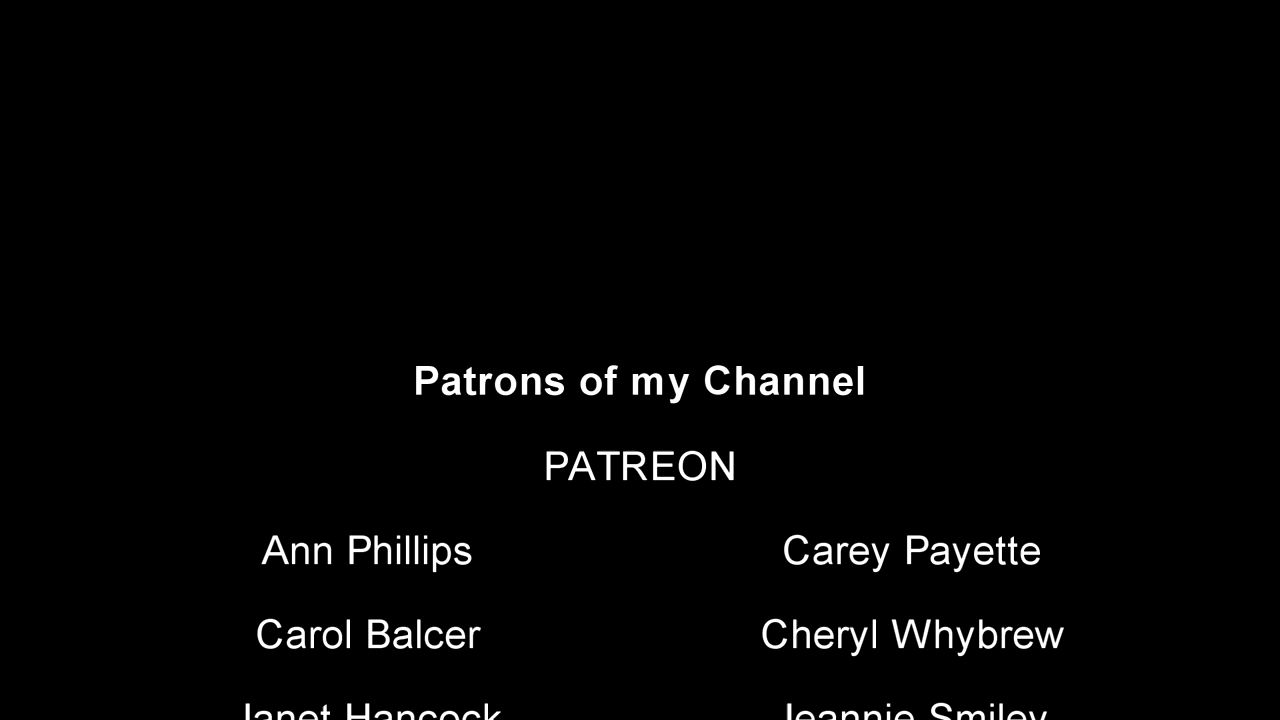 Patrons of my Channel
PATREON
Ann Phillips Carey Payette
Carol Balcer Cheryl Whybrew
Janet Hancock Jeannie Smiley